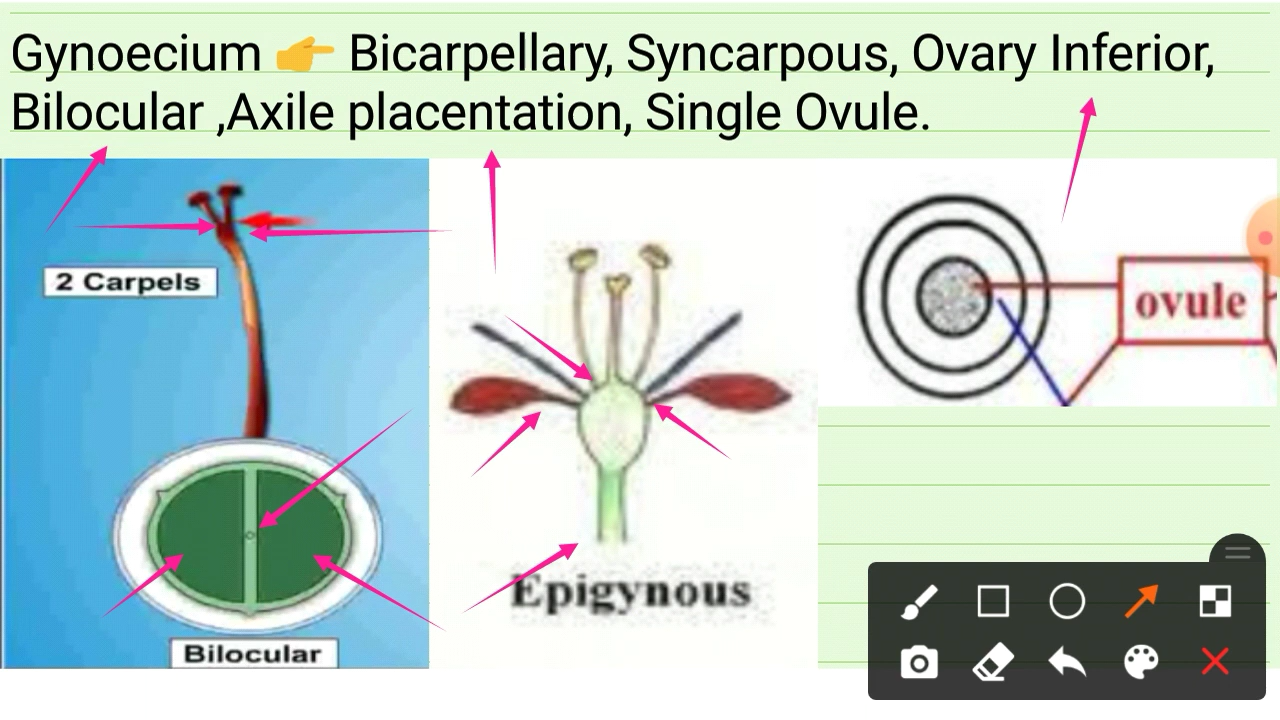 Gynoecium 👉 Bicarpellary, Syncarpous, Ovary Inferior,
Bilocular ,Axile placentation, Single Ovule.
2 Carpels
Bilocular
Epigynous
ovule